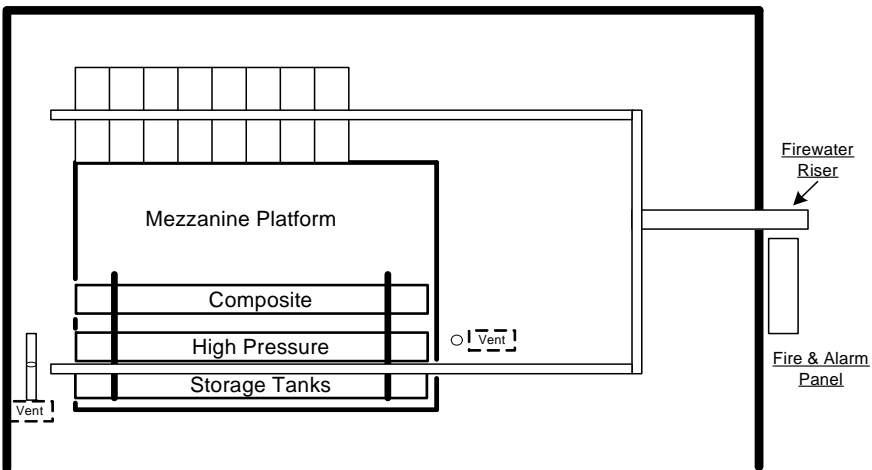 Firewater
Riser
Mezzanine Platform
Composite
High Pressure
Vent
Storage Tanks
Fire & Alarm
Panel
Vent